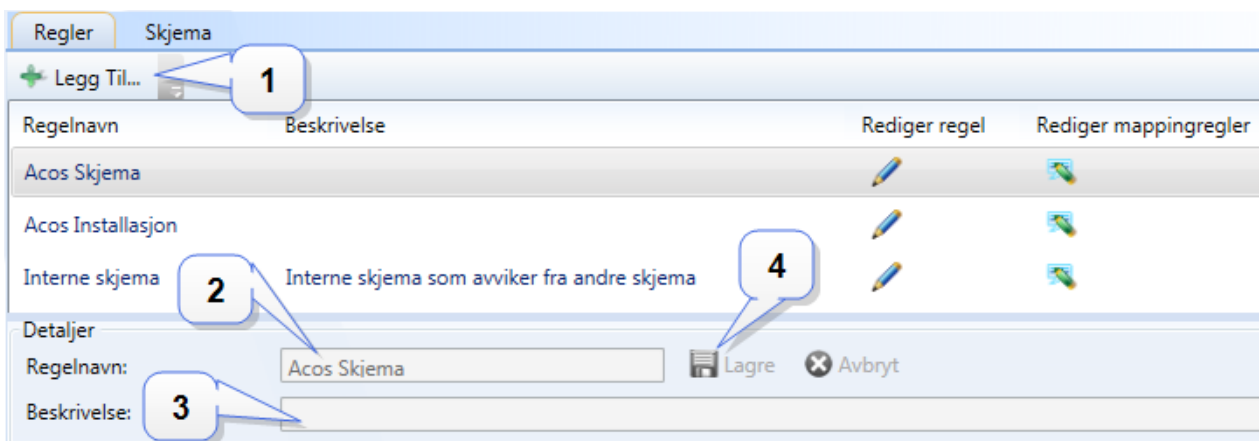 Regler Skjema
Legg Til...
1
Regelnavn Beskrivelse Rediger regel Rediger mappingregler
Acos Skjema
Acos Installasjon
Interne skjema Interne skjema som avviker fra andre skjema
2
4
Detaljer
Regelnavn: Acos Skjema Lagre Avbryt
Beskrivelse:
3